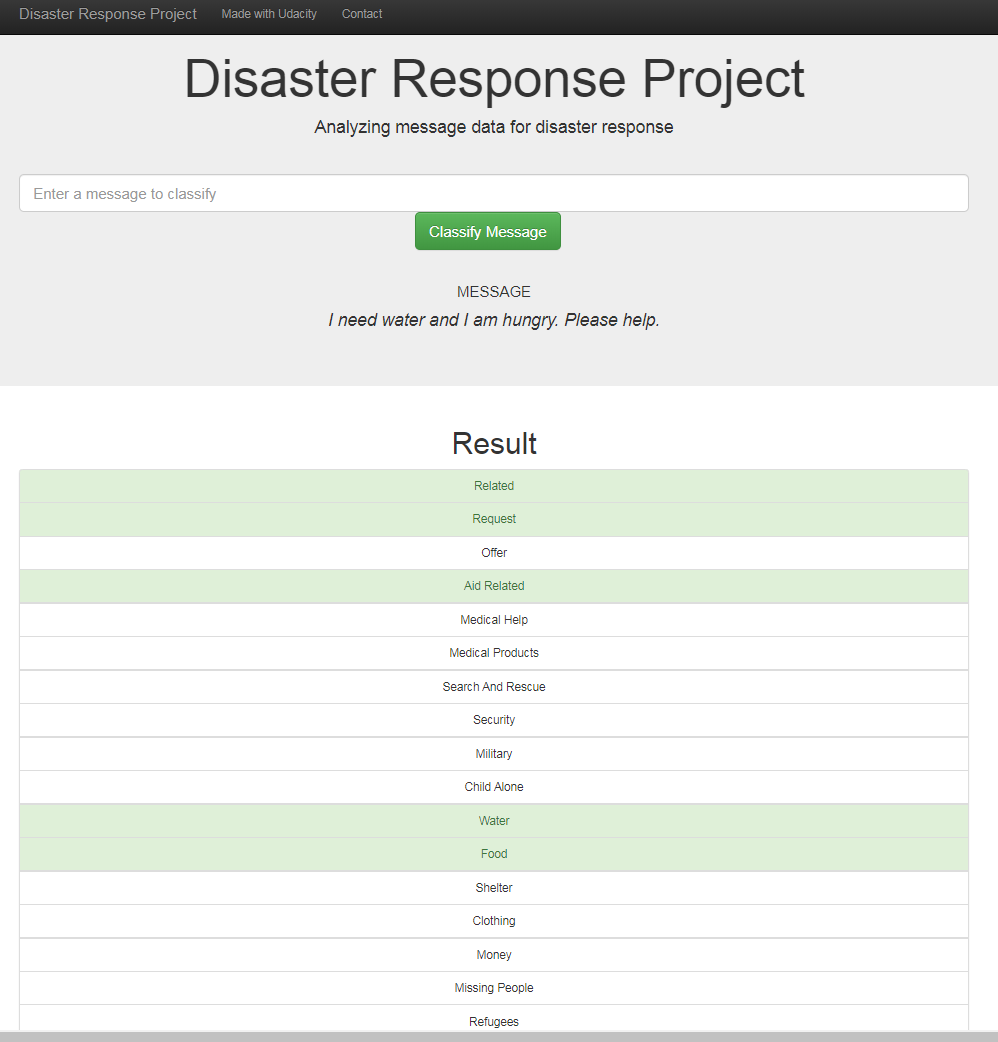 Disaster Response Project Made with Udacity Contact
Disaster Response Project
Analyzing message data for disaster response
Enter a message to classify
Classify Message
MESSAGE
I need water and I am hungry. Please help.
Result
Related
Request
Offer
Aid Related
Medical Help
Medical Products
Search And Rescue
Security
Military
Child Alone
Water
Food
Shelter
Clothing
Money
Missing People
Refugees